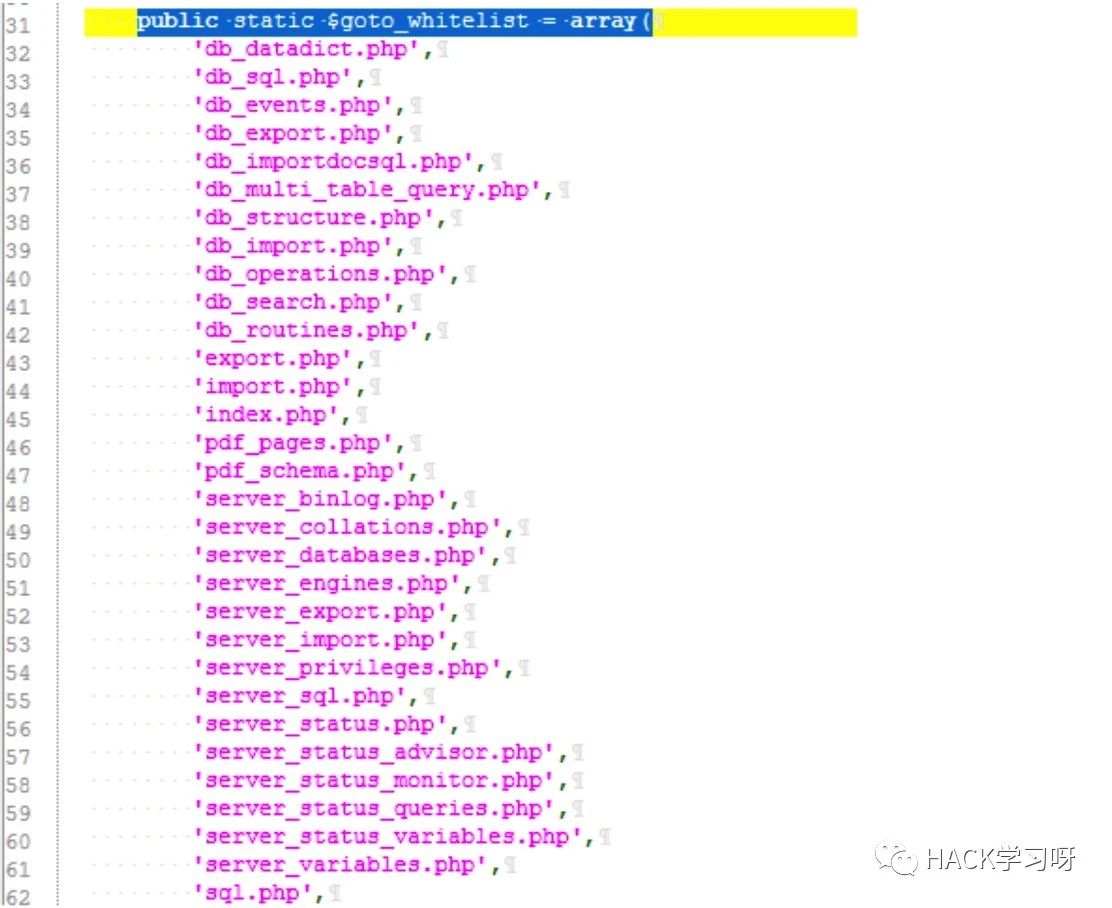 31 public static $goto_whitelist = array(
32 'db_datadict.php',
33 'db_sql.php',
34 'db_events.php',
35 'db_export.php',
36 'db_importdocsql.php',
37 'db_multi_table_query.php',
38 'db_structure.php',
39 'db_import.php',
40 'db_operations.php',
41 'db_search.php',
42 'db_routines.php',
43 'export.php',
44 'import.php',
45 'index.php',
46 'pdf_pages.php',
47 'pdf_schema.php',
48 'server_binlog.php',
49 'server_collations.php',
50 'server_databases.php',
51 'server_engines.php',
52 'server_export.php',
53 'server_import.php',
54 'server_privileges.php',
55 'server_sql.php',
56 'server_status.php',
57 'server_status_advisor.php',
58 'server_status_monitor.php',
59 'server_status_queries.php',
60 'server_status_variables.php',
61 'server_variables.php',
62 'sql.php',
HACK学习呀